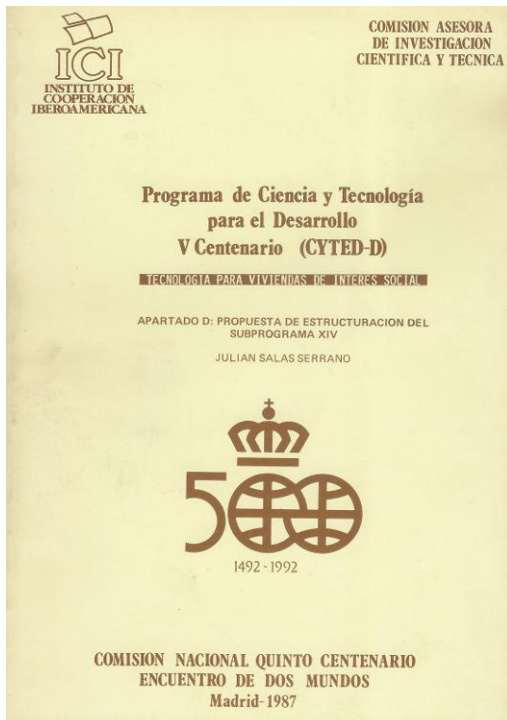 ICI
INSTITUTO DE
COOPERACION
IBEROAMERICANA
COMISION ASESORA
DE INVESTIGACION
CIENTIFICA Y TECNICA
Programa de Ciencia y Tecnología
para el Desarrollo
V Centenario (CYTED-D)
TECNOLOGIA PARA VIVIENDAS DE INTERES SOCIAL
APARTADO D: PROPUESTA DE ESTRUCTURACION DEL
SUBPROGRAMA XIV
JULIAN SALAS SERRANO
500
1492-1992
COMISION NACIONAL QUINTO CENTENARIO
ENCUENTRO DE DOS MUNDOS
Madrid-1987